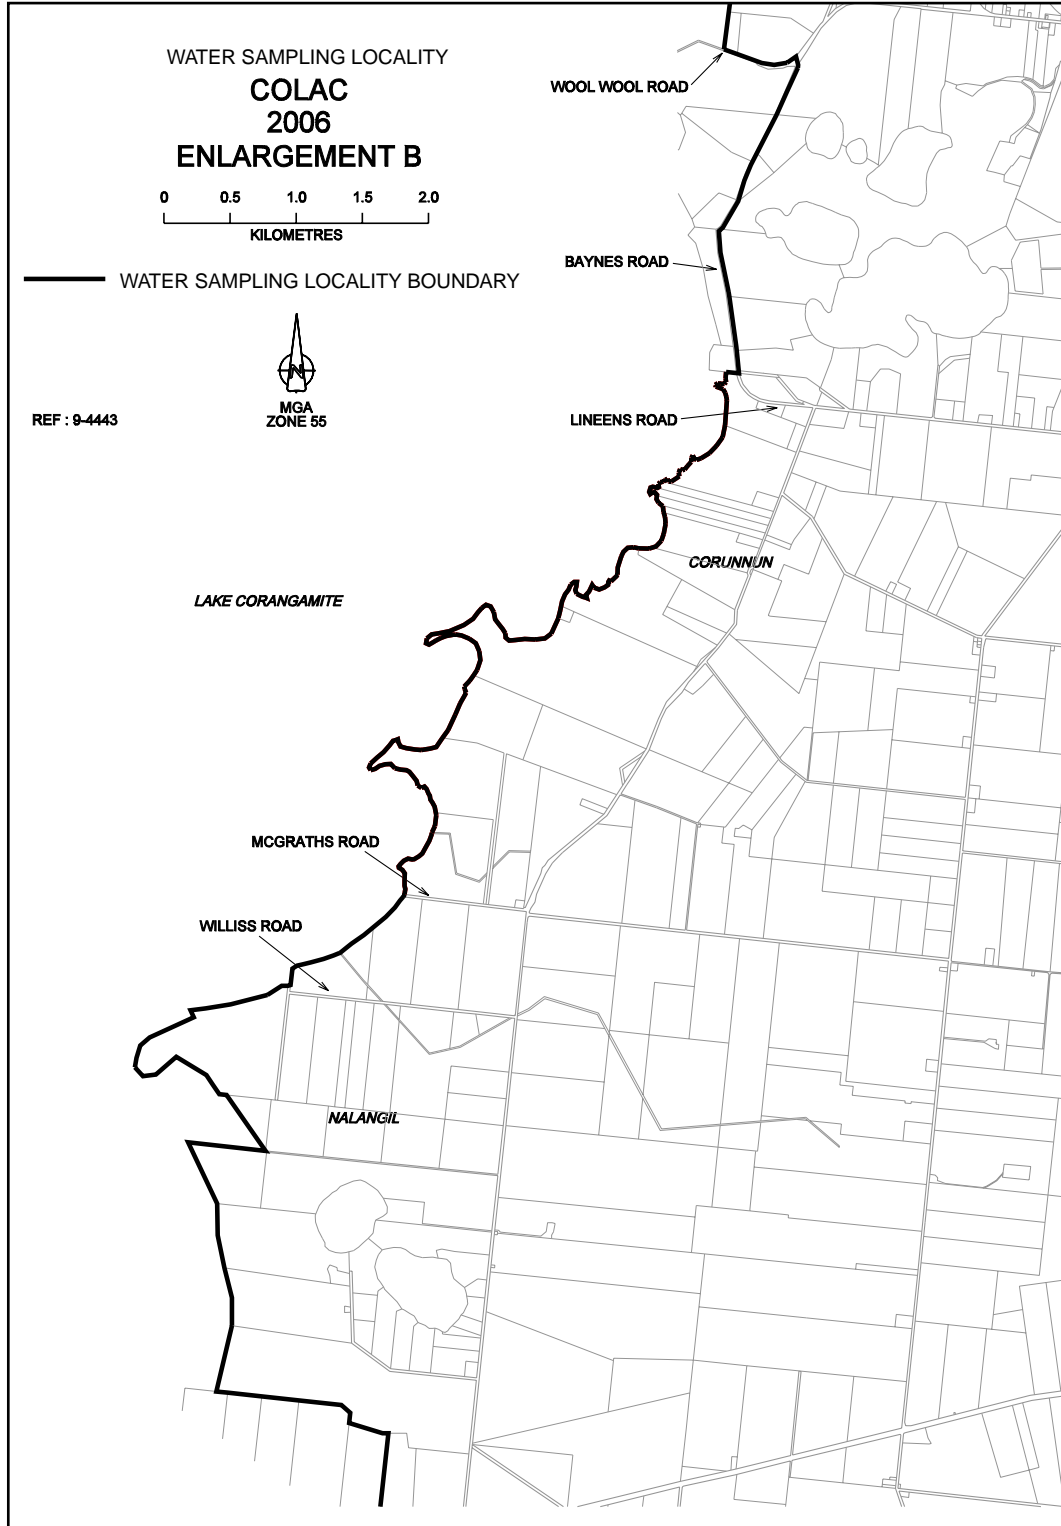 WATER SAMPLING LOCALITY
COLAC
2006
ENLARGEMENT B
0 0.5 1.0 1.5 2.0
KILOMETRES
WATER SAMPLING LOCALITY BOUNDARY
N
MGA
ZONE 55
REF : 9-4443
WOOL WOOL ROAD
BAYNES ROAD
LINEENS ROAD
CORUNNUN
LAKE CORANGAMITE
MCGRATHS ROAD
WILLISS ROAD
NALANGIL